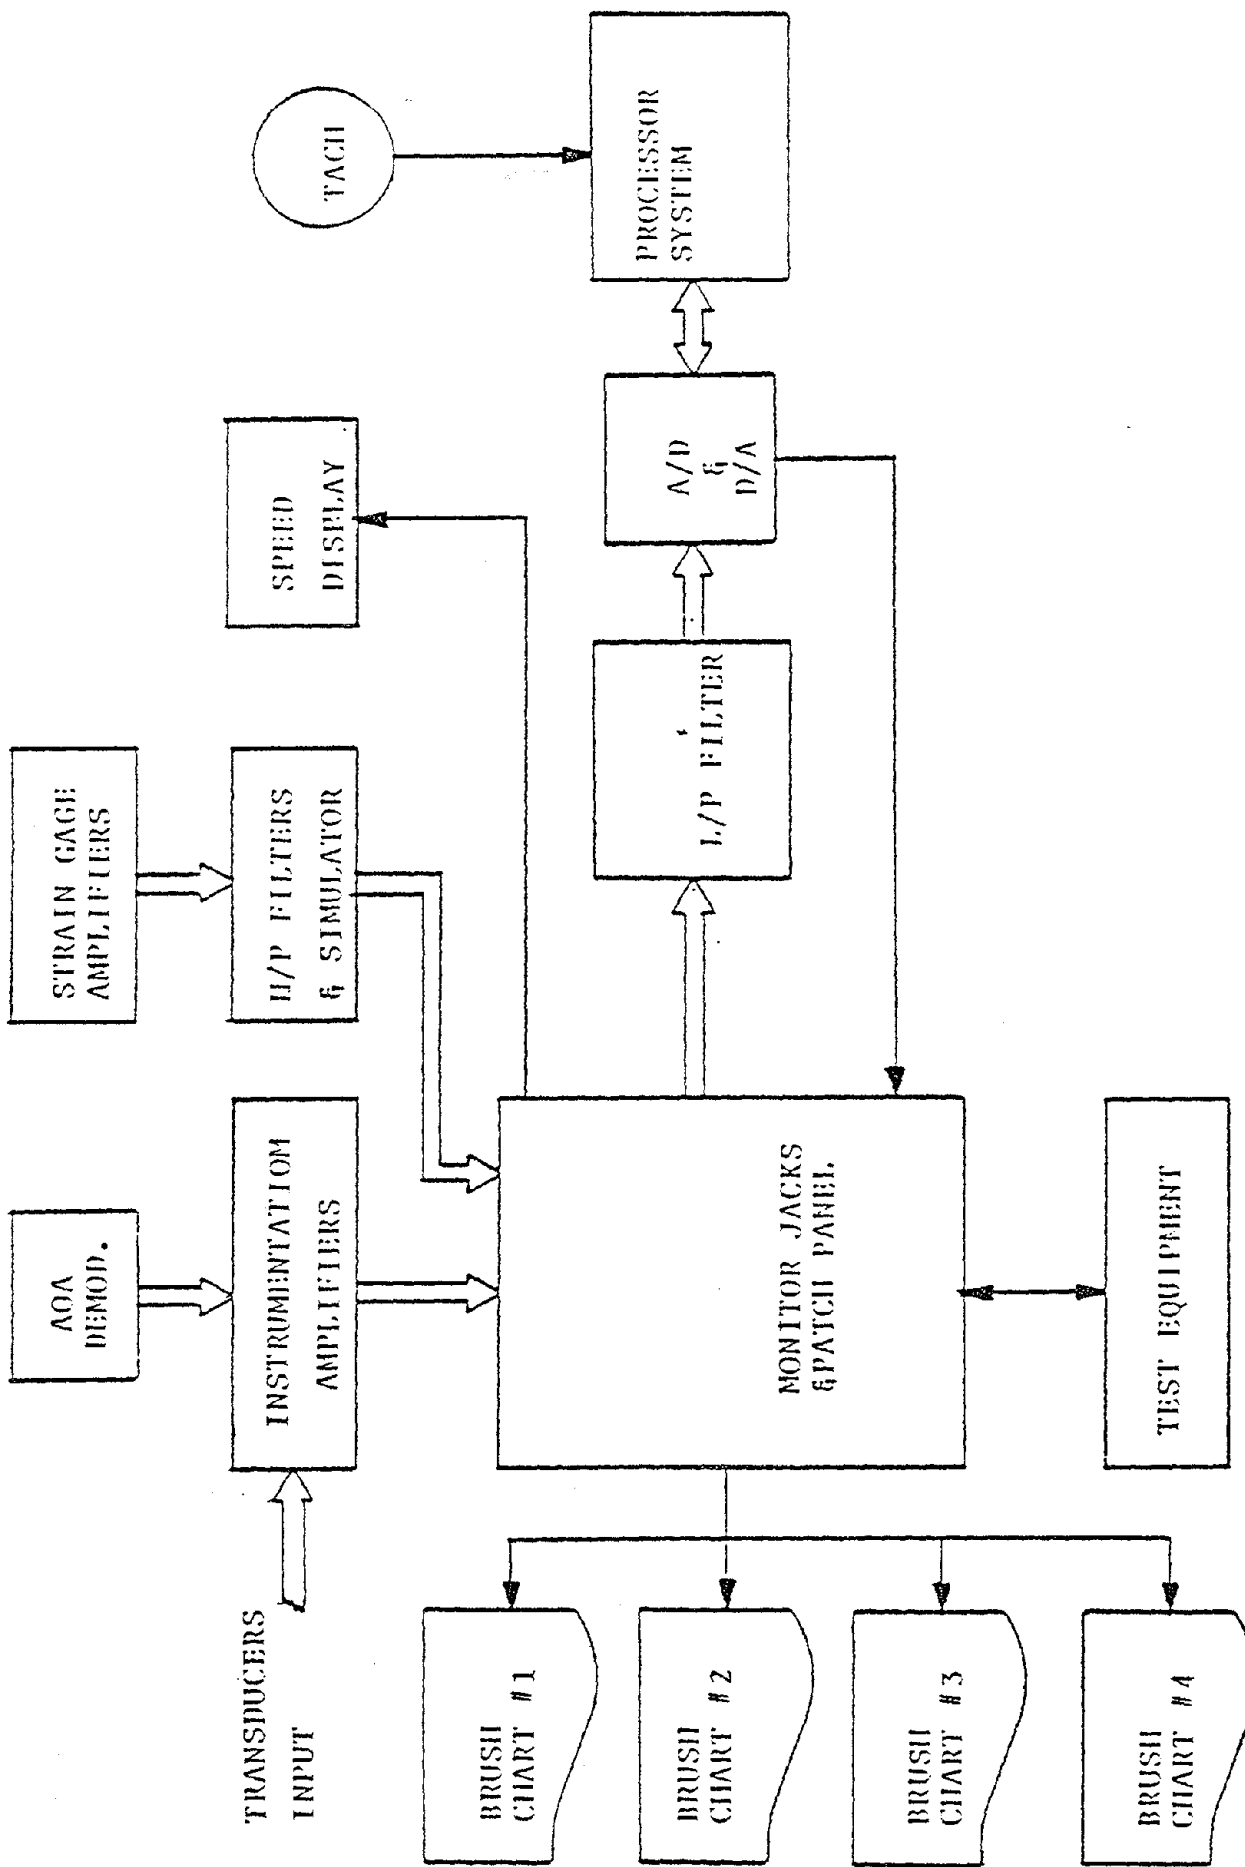 AOA
DEMOD.
STRAIN GAGE
AMPLIFIERS
TRANSDUCERS
INPUT
INSTRUMENTATIOM
AMPLIFIERS
H/P FILTERS
& SIMULATOR
SPEED
DISPLAY
TACH
BRUSH
CHART #1
BRUSH
CHART #2
BRUSH
CHART #3
BRUSH
CHART #4
MONITOR JACKS
&PATCH PANEL
L/P FILTER
A/D
&
D/A
PROCESSOR
SYSTEM
TEST EQUIPMENT